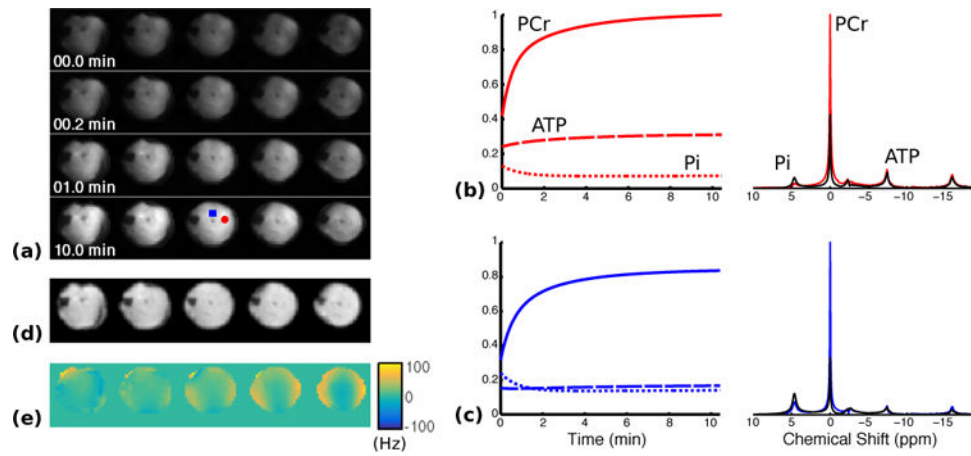 00.0 min
00.2 min
01.0 min
10.0 min
(a)
(d)
(e)
100
0
-100
(Hz)
1
0.8
0.6
0.4
0.2
0
PCr
ATP
Pi
0 2 4 6 8 10
(b)
PCr
Pi
ATP
10 5 0 -5 -10 -15
1
0.8
0.6
0.4
0.2
0
0 2 4 6 8 10
Time (min)
(c)
10 5 0 -5 -10 -15
Chemical Shift (ppm)